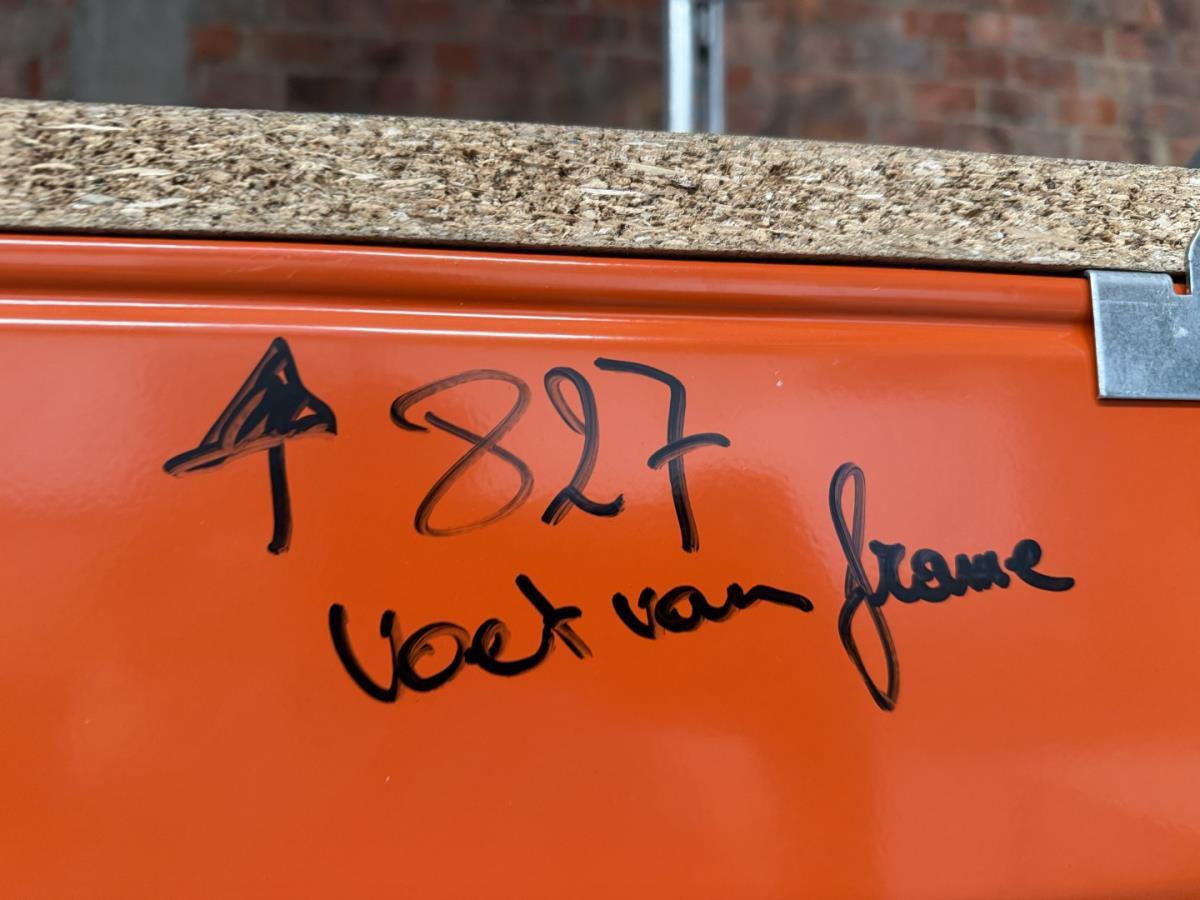 ↑ 827
Voet van frame